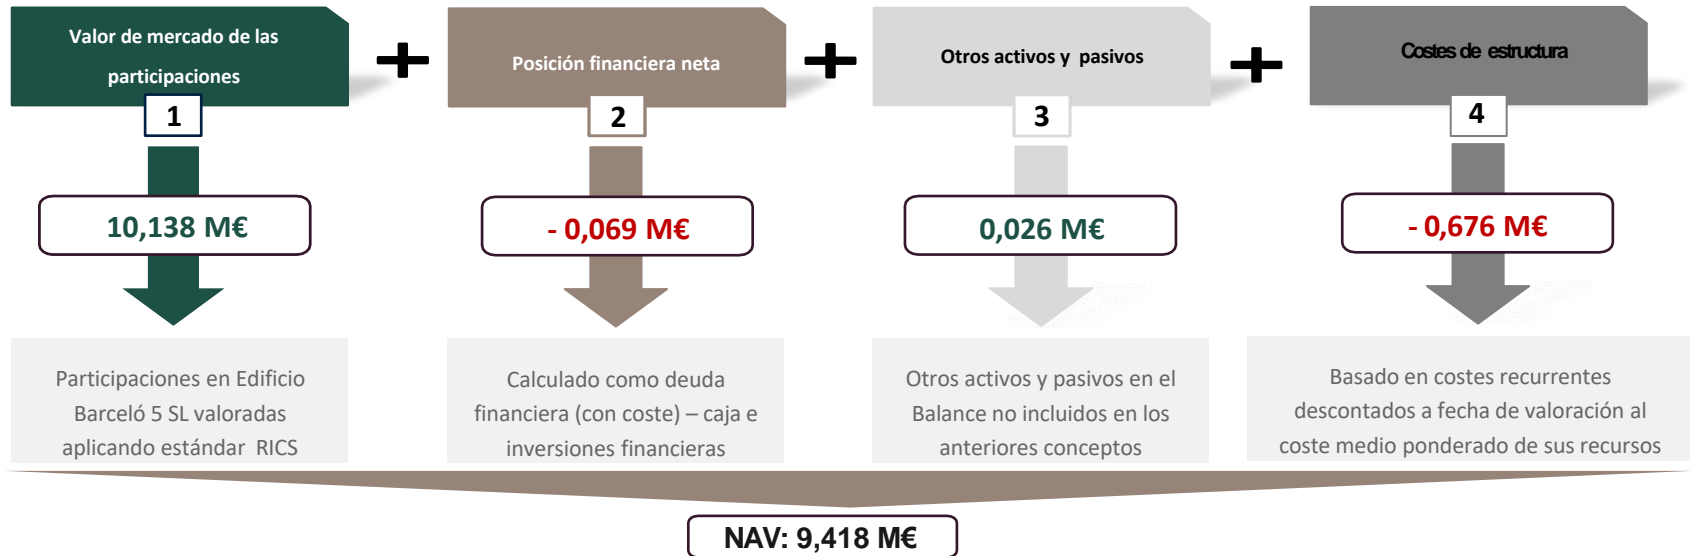 Valor de mercado de las
participaciones
Posición financiera neta
Otros activos y pasivos
Costes de estructura
1
2
3
4
10,138 M€
- 0,069 M€
0,026 M€
- 0,676 M€
Participaciones en Edificio
Barceló 5 SL valoradas
aplicando estándar RICS
Calculado como deuda
financiera (con coste) – caja e
inversiones financieras
Otros activos y pasivos en el
Balance no incluidos en los
anteriores conceptos
Basado en costes recurrentes
descontados a fecha de valoración al
coste medio ponderado de sus recursos
NAV: 9,418 M€